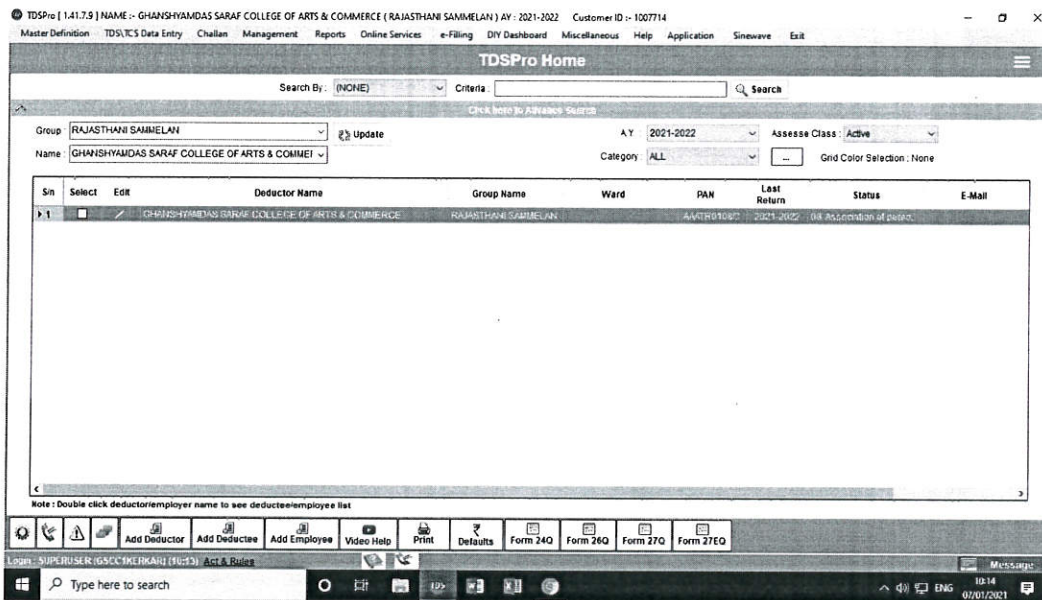 TDSPro [ 1.41.7.9 ] NAME :- GHANSHYAMDAS SARAF COLLEGE OF ARTS & COMMERCE ( RAJASTHANI SAMMELAN ) AY : 2021-2022 Customer ID :- 1007714
Master Definition TDS\TCS Data Entry Challan Management Reports Online Services e-Filling DIY Dashboard Miscellaneous Help Application Sinewave Exit
TDSPro Home
Search By : (NONE) Criteria : Search
Click here to Advance Search
Group : RAJASTHANI SAMMELAN Update A.Y. 2021-2022 Assesse Class : Active
Name : GHANSHYAMDAS SARAF COLLEGE OF ARTS & COMMEI Category : ALL ... Grid Color Selection : None
S/n Select Edit Deductor Name Group Name Ward PAN Last Return Status E-Mail
1 GHANSHYAMDAS SARAF COLLEGE OF ARTS & COMMERCE RAJASTHANI SAMMELAN 2021-2022 08 Association of
Note : Double click deductor/employer name to see deductee/employee list
Add Deductor Add Deductee Add Employee Video Help Print ₹ Defaults Form 24Q Form 26Q Form 27Q Form 27EQ
Login : SUPERUSER (GSCC1KERKAR) (10:13) Act & Rules Message
Type here to search TDS ENG 10:14
07/01/2021